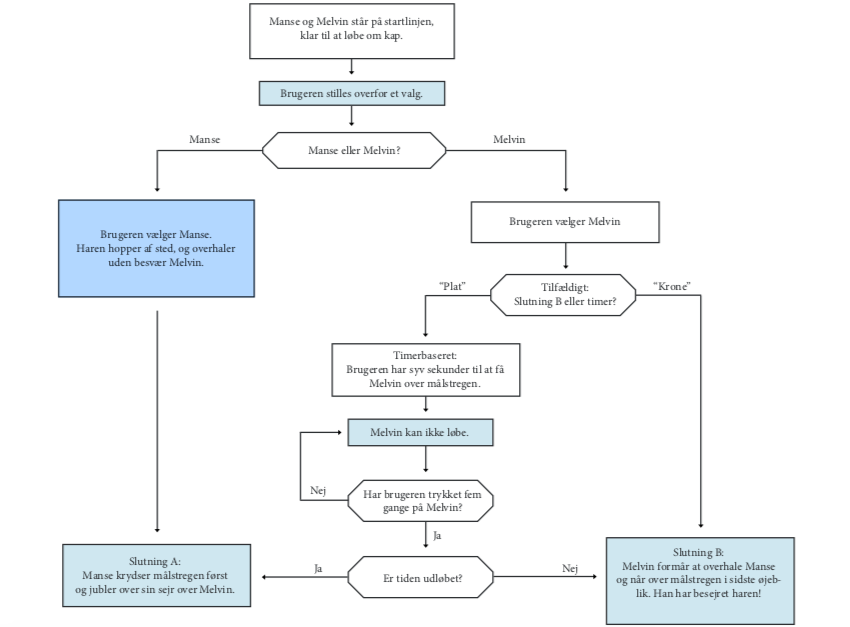 Manse og Melvin står på startlinjen,
klar til at løbe om kap.
Brugeren stilles overfor et valg.
Manse
Manse eller Melvin?
Melvin
Brugeren vælger Manse.
Haren hopper af sted, og overhaler
uden besvær Melvin.
Brugeren vælger Melvin
"Plat"
Tilfældigt:
Slutning B eller timer?
"Krone"
Timerbaseret:
Brugeren har syv sekunder til at få
Melvin over målstregen.
Melvin kan ikke løbe.
Nej
Har brugeren trykket fem
gange på Melvin?
Ja
Slutning A:
Manse krydser målstregen først
og jubler over sin sejr over Melvin.
Ja
Er tiden udløbet?
Nej
Slutning B:
Melvin formår at overhale Manse
og når over målstregen i sidste øjeb-
lik. Han har besejret haren!